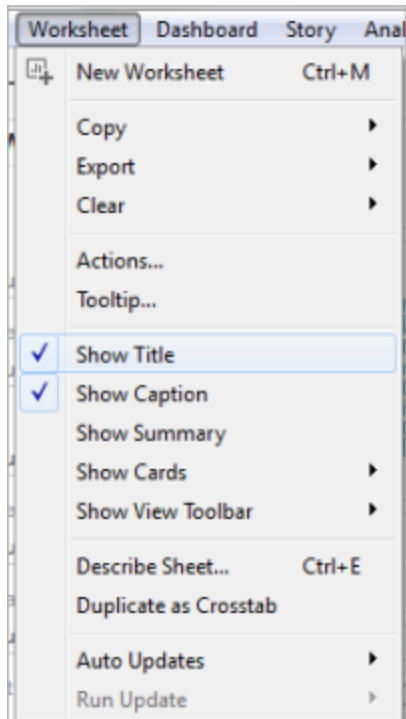 Worksheet Dashboard Story Anal
New Worksheet Ctrl+M
Copy
Export
Clear
Actions...
Tooltip...
Show Title
Show Caption
Show Summary
Show Cards
Show View Toolbar
Describe Sheet... Ctrl+E
Duplicate as Crosstab
Auto Updates
Run Update